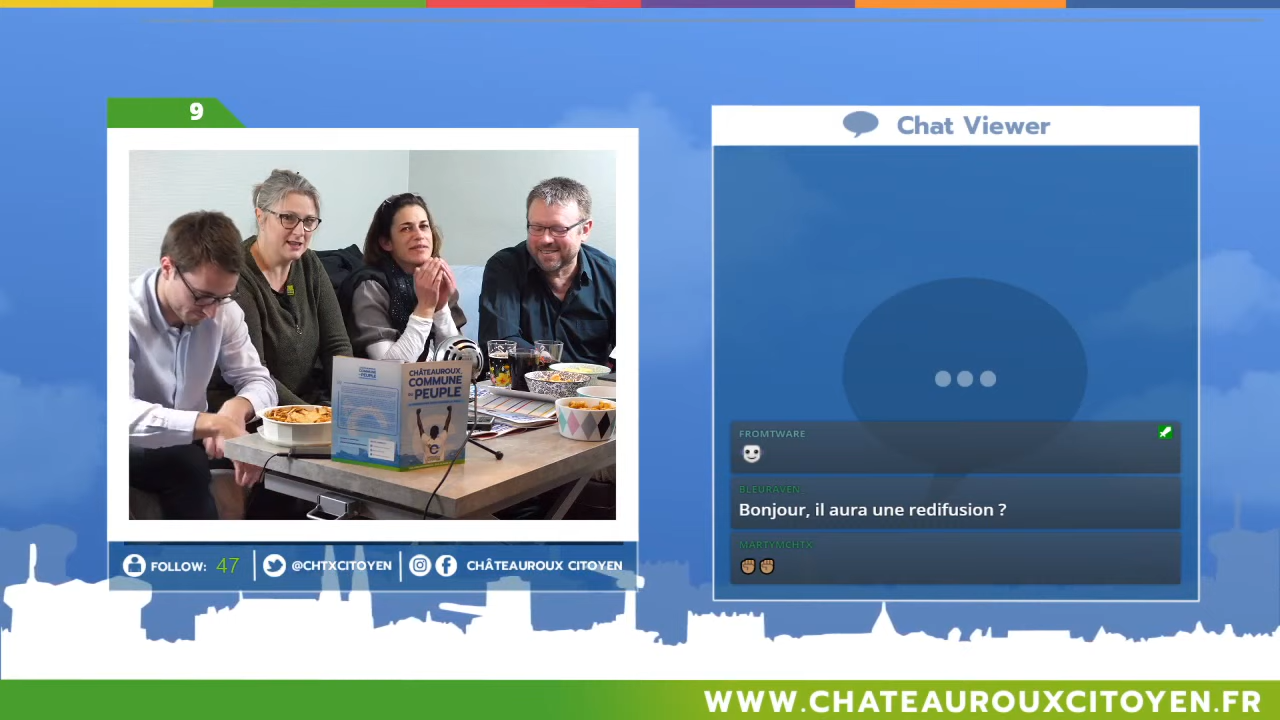 9
Chat Viewer
CHÂTEAUROUX,
COMMUNE
DU PEUPLE
FROMTWARE
BLEURAVEN
Bonjour, il aura une redifusion ?
MARTYMCHTX
FOLLOW: 47
@CHTXCITOYEN
CHÂTEAUROUX CITOYEN
WWW.CHATEAUROUXCITOYEN.FR